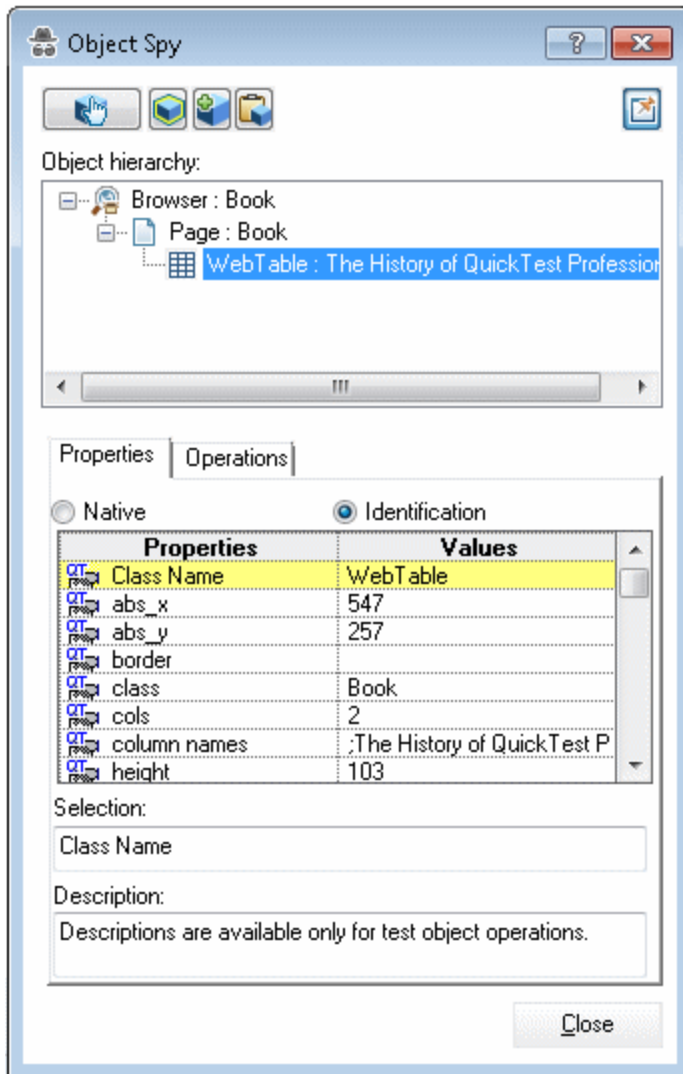 Object Spy
Object hierarchy:
Browser : Book
Page : Book
WebTable : The History of QuickTest Profession
Properties Operations
Native Identification
Properties Values
Class Name WebTable
abs_x 547
abs_y 257
border
class Book
cols 2
column names ;The History of QuickTest P
height 103
Selection:
Class Name
Description:
Descriptions are available only for test object operations.
Close